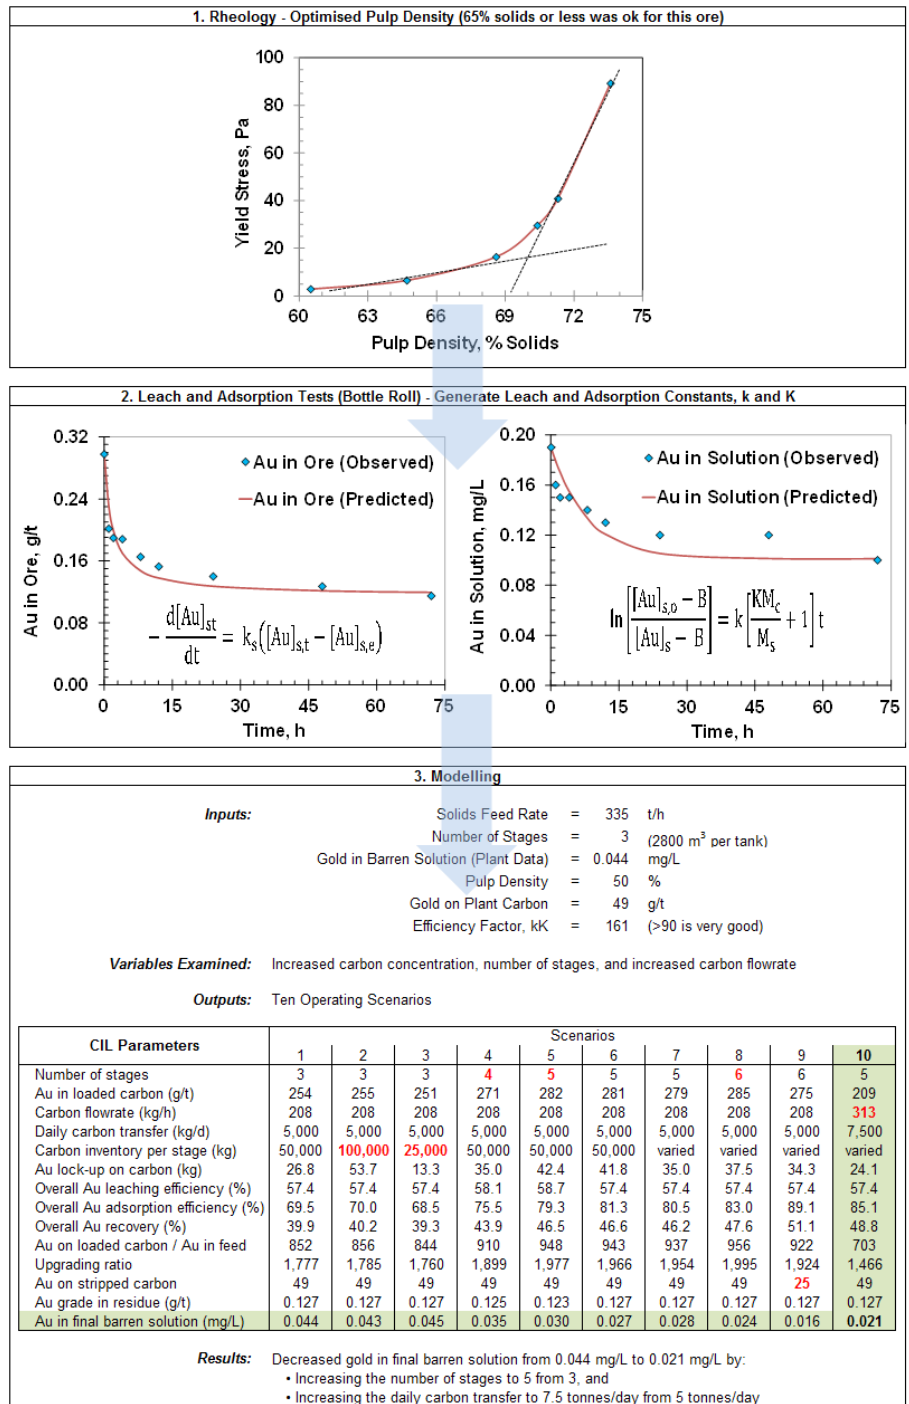 1. Rheology - Optimised Pulp Density (65% solids or less was ok for this ore)
100
80
60
40
20
0
Yield Stress, Pa
60 63 66 69 72 75
Pulp Density, % Solids
2. Leach and Adsorption Tests (Bottle Roll) - Generate Leach and Adsorption Constants, k and K
0.32
0.24
0.16
0.08
0.00
Au in Ore, g/t
Au in Ore (Observed)
Au in Ore (Predicted)
- d[Au]st / dt = ks([Au]s,t - [Au]s,e)
0 15 30 45 60 75
Time, h
0.20
0.16
0.12
0.08
0.04
0.00
Au in Solution, mg/L
Au in Solution (Observed)
Au in Solution (Predicted)
ln[[Au]s,o - B / [Au]s - B] = k[KMc / Ms + 1] t
0 15 30 45 60 75
Time, h
3. Modelling
Inputs: Solids Feed Rate = 335 t/h
Number of Stages = 3 (2800 m³ per tank)
Gold in Barren Solution (Plant Data) = 0.044 mg/L
Pulp Density = 50 %
Gold on Plant Carbon = 49 g/t
Efficiency Factor, kK = 161 (>90 is very good)
Variables Examined: Increased carbon concentration, number of stages, and increased carbon flowrate
Outputs: Ten Operating Scenarios
CIL Parameters Scenarios
1 2 3 4 5 6 7 8 9 10
Number of stages 3 3 3 4 5 5 5 6 6 5
Au in loaded carbon (g/t) 254 255 251 271 282 281 279 285 275 209
Carbon flowrate (kg/h) 208 208 208 208 208 208 208 208 208 313
Daily carbon transfer (kg/d) 5,000 5,000 5,000 5,000 5,000 5,000 5,000 5,000 5,000 7,500
Carbon inventory per stage (kg) 50,000 100,000 25,000 50,000 50,000 50,000 varied varied varied varied
Au lock-up on carbon (kg) 26.8 53.7 13.3 35.0 42.4 41.8 35.0 37.5 34.3 24.1
Overall Au leaching efficiency (%) 57.4 57.4 57.4 58.1 58.7 57.4 57.4 57.4 57.4 57.4
Overall Au adsorption efficiency (%) 69.5 70.0 68.5 75.5 79.3 81.3 80.5 83.0 89.1 85.1
Overall Au recovery (%) 39.9 40.2 39.3 43.9 46.5 46.6 46.2 47.6 51.1 48.8
Au on loaded carbon / Au in feed 852 856 844 910 948 943 937 956 922 703
Upgrading ratio 1,777 1,785 1,760 1,899 1,977 1,966 1,954 1,995 1,924 1,466
Au on stripped carbon 49 49 49 49 49 49 49 49 25 49
Au grade in residue (g/t) 0.127 0.127 0.127 0.125 0.123 0.127 0.127 0.127 0.127 0.127
Au in final barren solution (mg/L) 0.044 0.043 0.045 0.035 0.030 0.027 0.028 0.024 0.016 0.021
Results: Decreased gold in final barren solution from 0.044 mg/L to 0.021 mg/L by:
• Increasing the number of stages to 5 from 3, and
• Increasing the daily carbon transfer to 7.5 tonnes/day from 5 tonnes/day